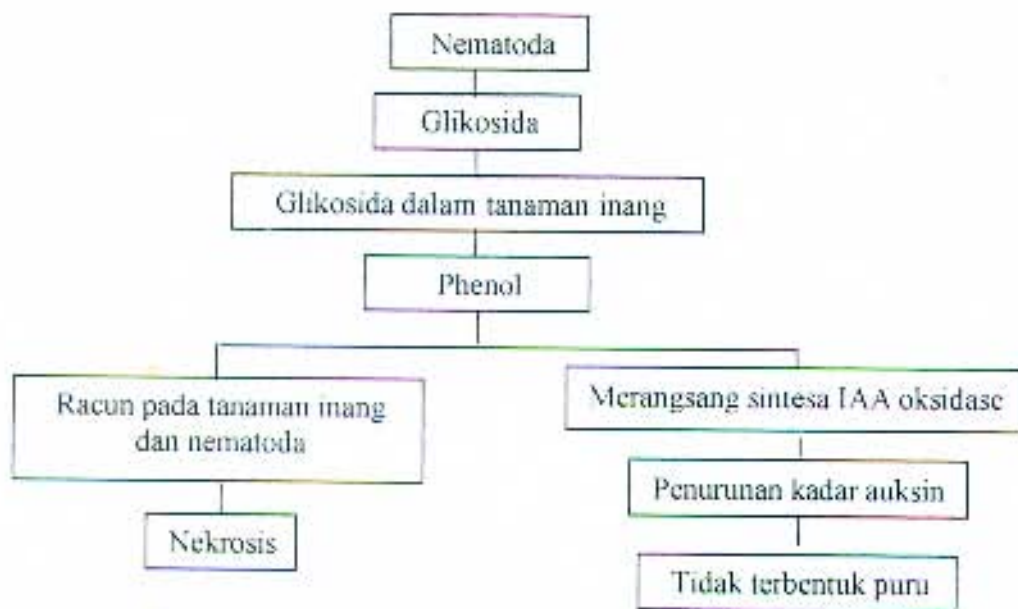 Nematoda
Glikosida
Glikosida dalam tanaman inang
Phenol
Racun pada tanaman inang
dan nematoda
Nekrosis
Merangsang sintesa IAA oksidase
Penurunan kadar auksin
Tidak terbentuk puru